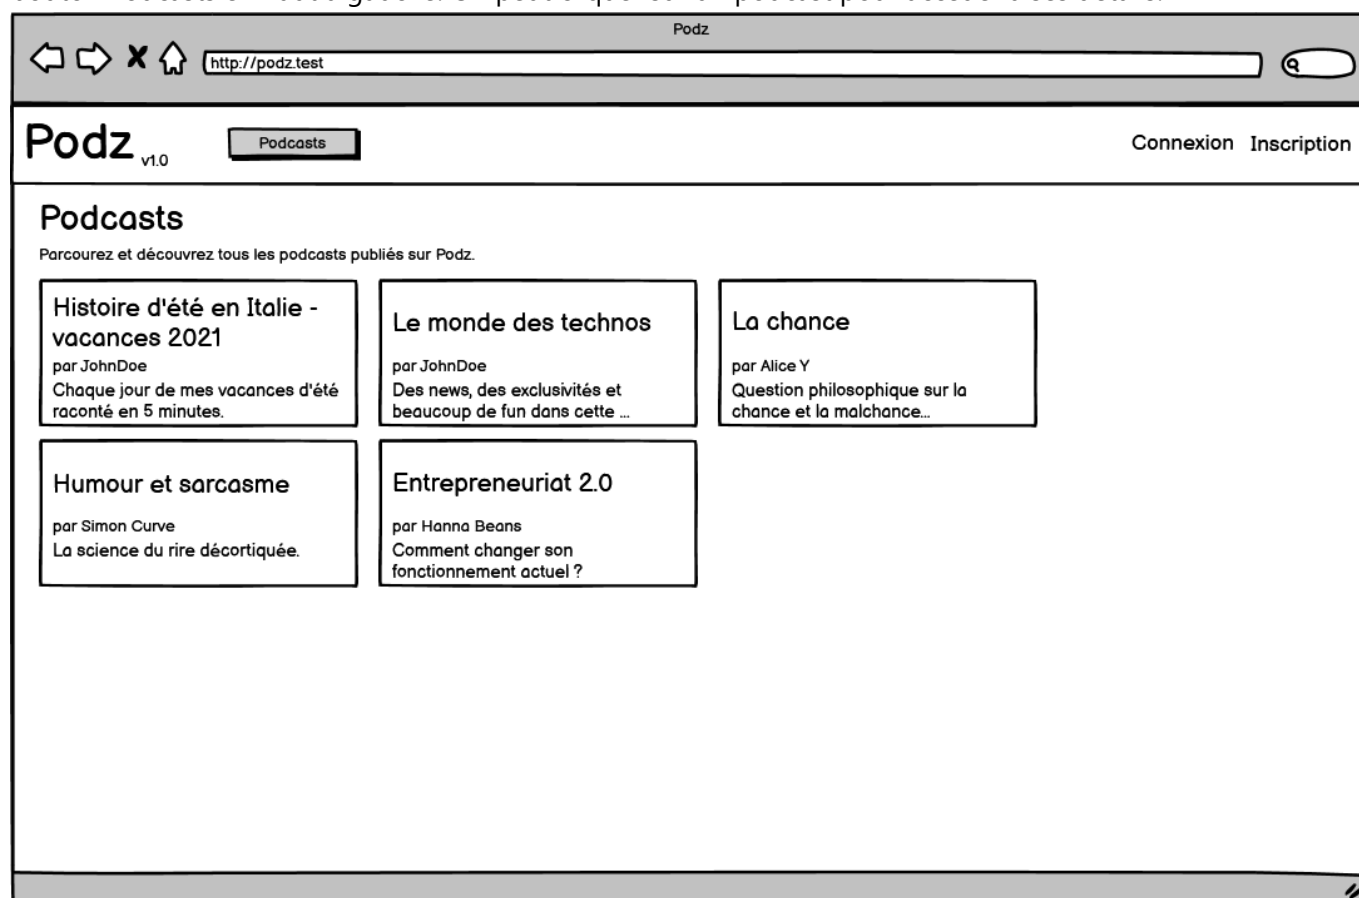 Podz
http://podz.test
Podz v1.0
Podcasts
Connexion Inscription
Podcasts
Parcourez et découvrez tous les podcasts publiés sur Podz.
Histoire d'été en Italie -
vacances 2021
par JohnDoe
Chaque jour de mes vacances d'été
raconté en 5 minutes.
Le monde des technos
par JohnDoe
Des news, des exclusivités et
beaucoup de fun dans cette ...
La chance
par Alice Y
Question philosophique sur la
chance et la malchance...
Humour et sarcasme
par Simon Curve
La science du rire décortiquée.
Entrepreneuriat 2.0
par Hanna Beans
Comment changer son
fonctionnement actuel ?